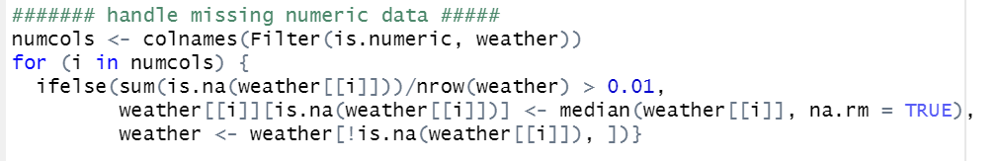 ####### handle missing numeric data #####
numcols <- colnames(Filter(is.numeric, weather))
for (i in numcols) {
  ifelse(sum(is.na(weather[[i]]))/nrow(weather) > 0.01,
         weather[[i]][is.na(weather[[i]])] <- median(weather[[i]], na.rm = TRUE),
         weather <- weather[!is.na(weather[[i]]), ])}